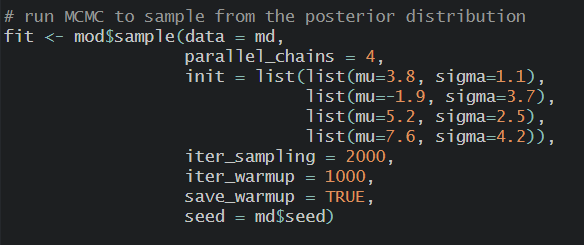 # run MCMC to sample from the posterior distribution
fit <- mod$sample(data = md,
                  parallel_chains = 4,
                  init = list(list(mu=3.8, sigma=1.1),
                              list(mu=-1.9, sigma=3.7),
                              list(mu=5.2, sigma=2.5),
                              list(mu=7.6, sigma=4.2)),
                  iter_sampling = 2000,
                  iter_warmup = 1000,
                  save_warmup = TRUE,
                  seed = md$seed)